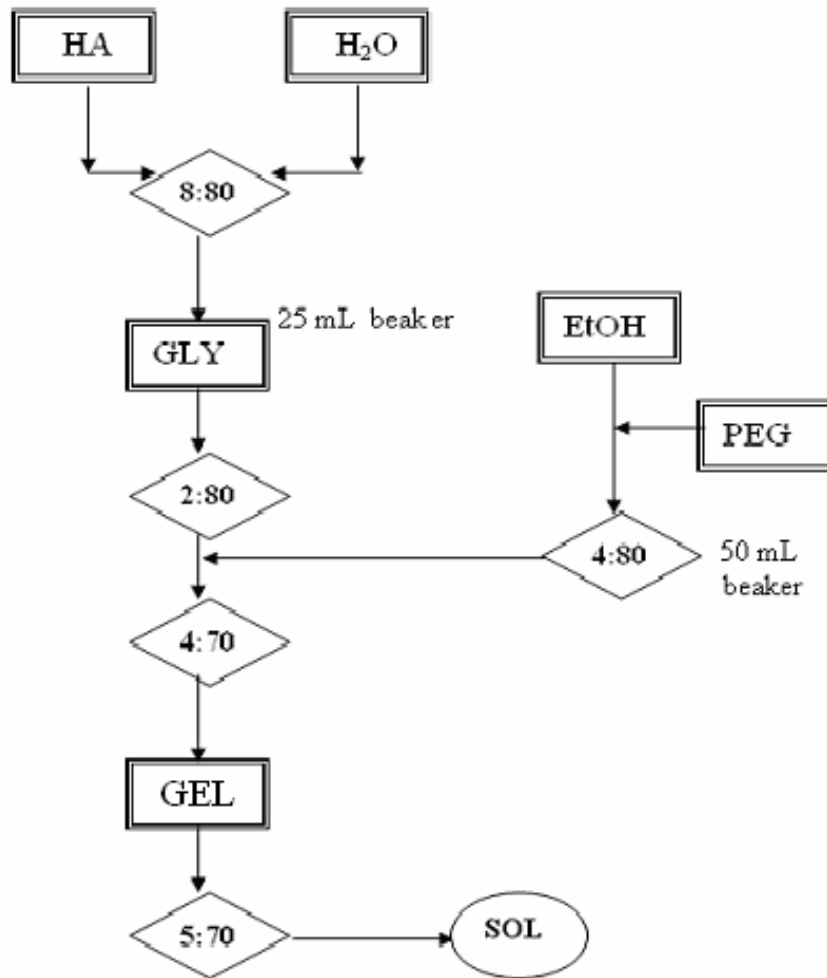 HA
H₂O
8:80
25 mL beaker
GLY
EtOH
PEG
2:80
4:80
50 mL
beaker
4:70
GEL
5:70
SOL